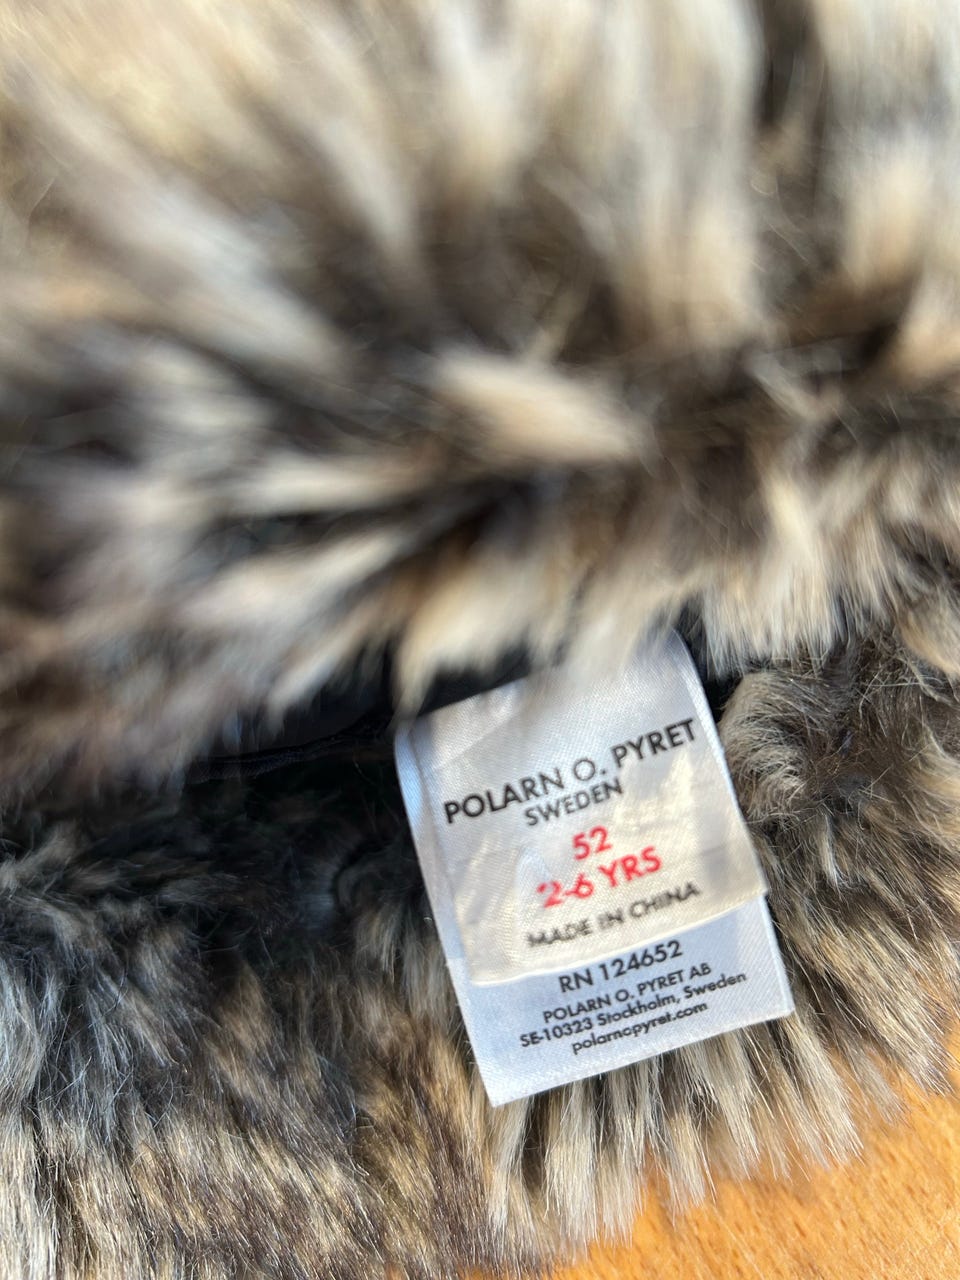 POLARN O. PYRET
SWEDEN
52
2-6 YRS
MADE IN CHINA
RN 124652
POLARN O. PYRET AB
SE-10323 Stockholm, Sweden
polarnopyret.com